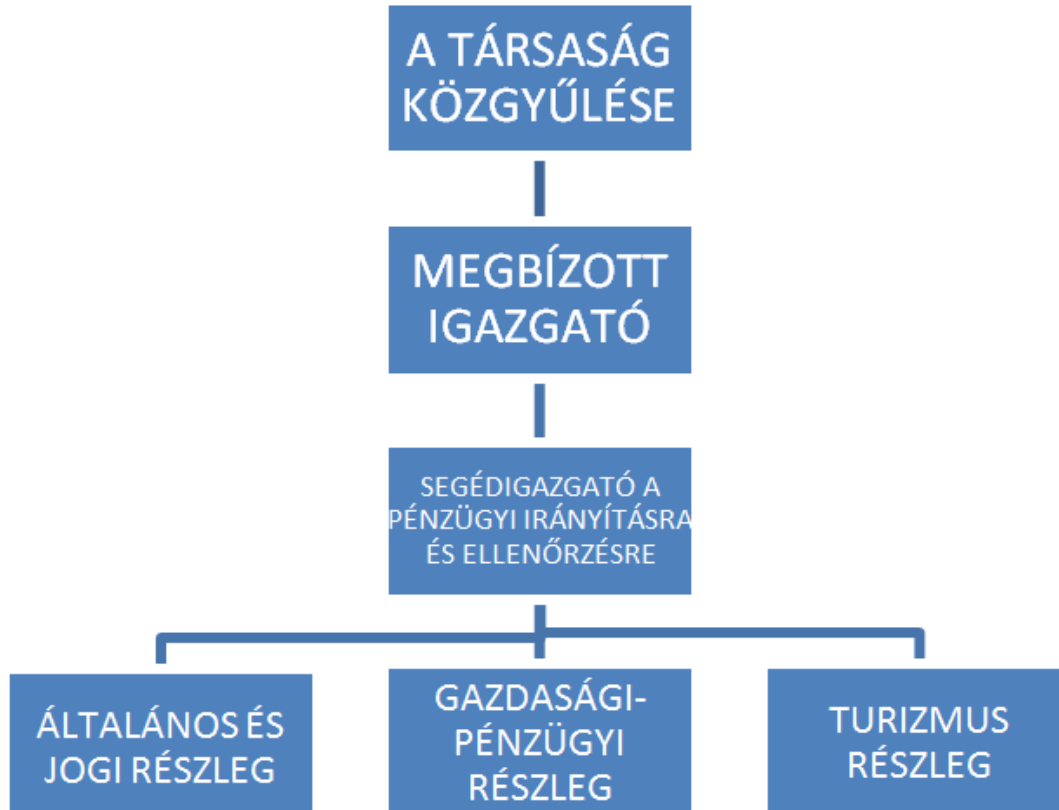 A TÁRSASÁG
KÖZGYŰLÉSE
MEGBÍZOTT
IGAZGATÓ
SEGÉDIGAZGATÓ A
PÉNZÜGYI IRÁNYÍTÁSRA
ÉS ELLENŐRZÉSRE
ÁLTALÁNOS ÉS
JOGI RÉSZLEG
GAZDASÁGI-
PÉNZÜGYI
RÉSZLEG
TURIZMUS
RÉSZLEG